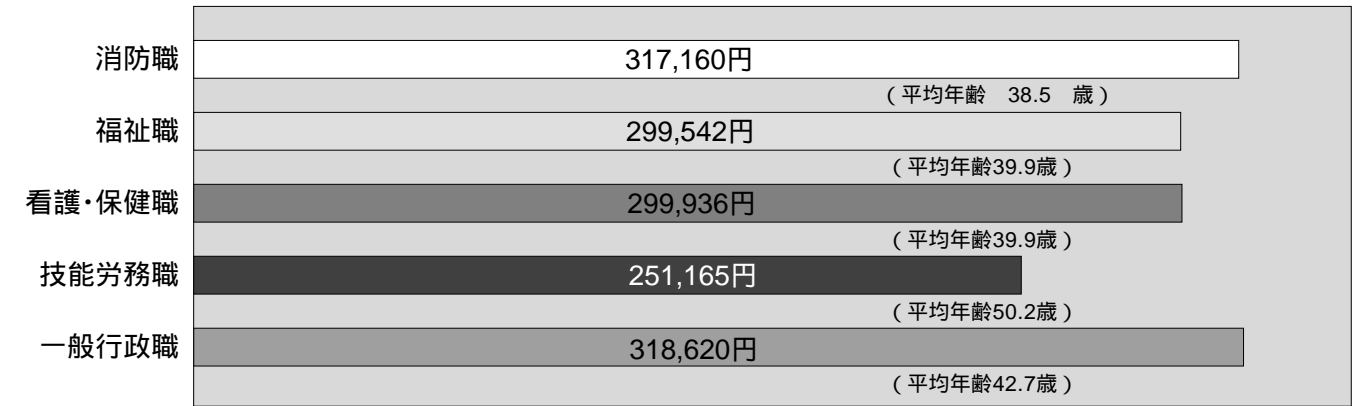 消防職
317,160円
(平均年齢　38.5　歳)
福祉職
299,542円
(平均年齢39.9歳)
看護・保健職
299,936円
(平均年齢39.9歳)
技能労務職
251,165円
(平均年齢50.2歳)
一般行政職
318,620円
(平均年齢42.7歳)